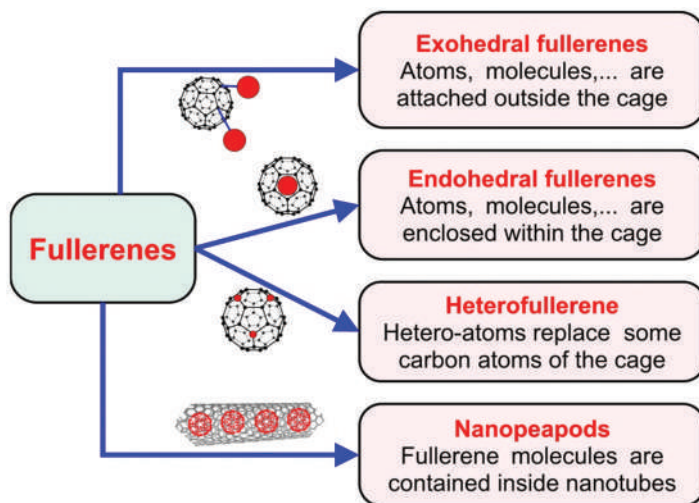 Exohedral fullerenes
Atoms, molecules,... are
attached outside the cage
Endohedral fullerenes
Atoms, molecules,... are
enclosed within the cage
Fullerenes
Heterofullerene
Hetero-atoms replace some
carbon atoms of the cage
Nanopeapods
Fullerene molecules are
contained inside nanotubes